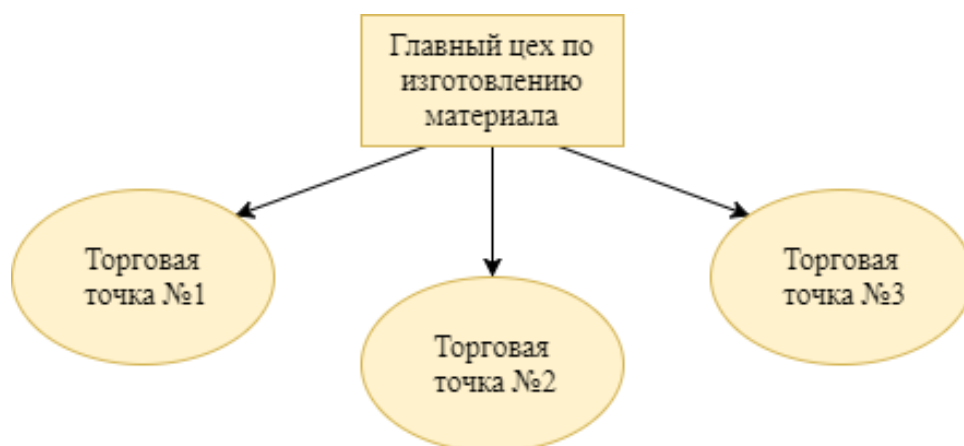 Главный цех по
изготовлению
материала
Торговая
точка №1
Торговая
точка №2
Торговая
точка №3